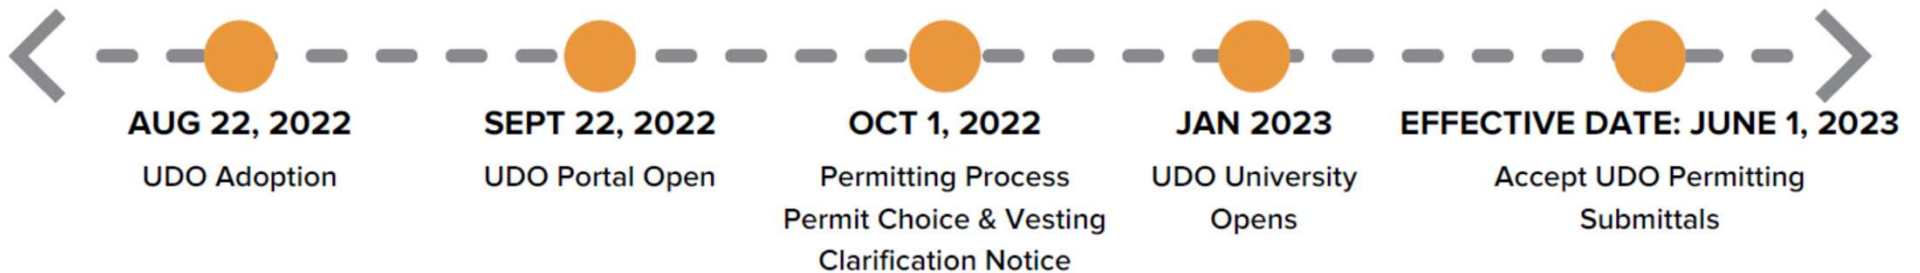 AUG 22, 2022
UDO Adoption
SEPT 22, 2022
UDO Portal Open
OCT 1, 2022
Permitting Process
Permit Choice & Vesting
Clarification Notice
JAN 2023
UDO University
Opens
EFFECTIVE DATE: JUNE 1, 2023
Accept UDO Permitting
Submittals